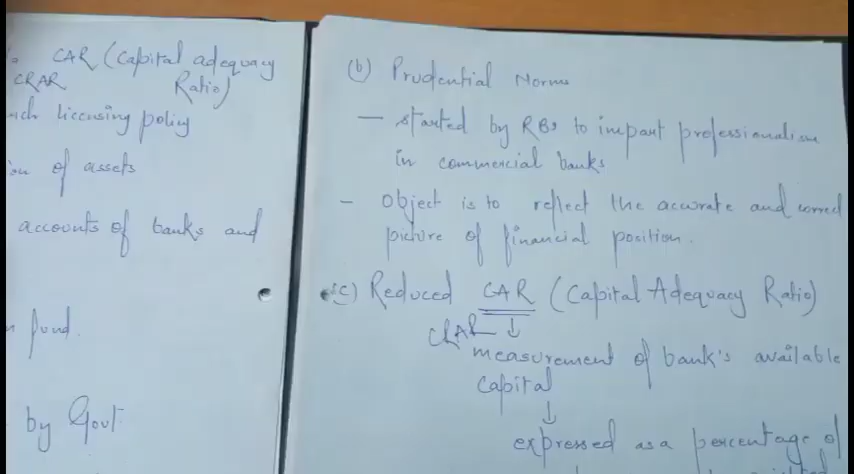 CAR (Capital adequacy
CRAR Ratio)
licensing policy
of assets
accounts of banks and
fund.
by Govt
(b) Prudential Norms
– started by RBI to impart professionalism
in commercial banks
- Object is to reflect the accurate and correct
picture of financial position.
(c) Reduced CAR (Capital Adequacy Ratio)
CRAR ↓
measurement of bank's available
capital
↓
expressed as a percentage of